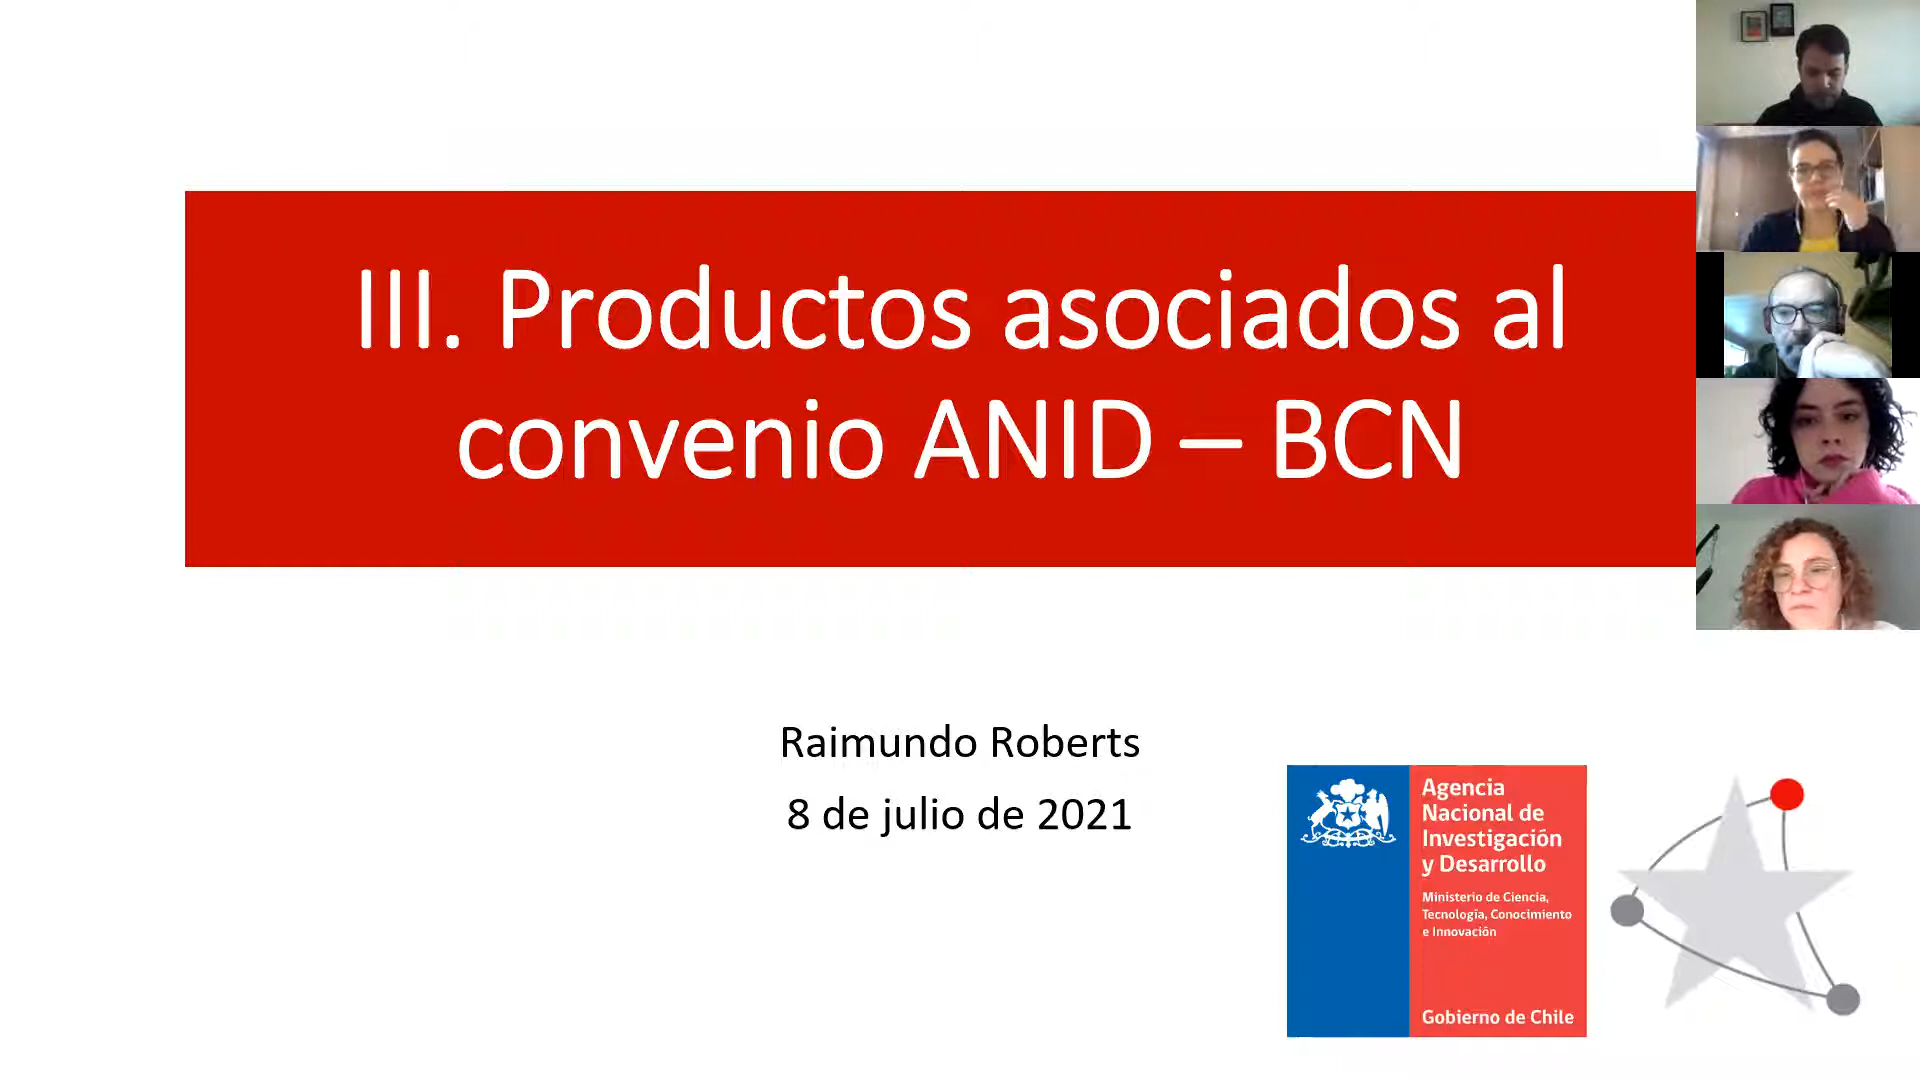 III. Productos asociados al
convenio ANID – BCN
Raimundo Roberts
8 de julio de 2021
Agencia
Nacional de
Investigación
y Desarrollo
Ministerio de Ciencia,
Tecnología, Conocimiento
e Innovación
Gobierno de Chile